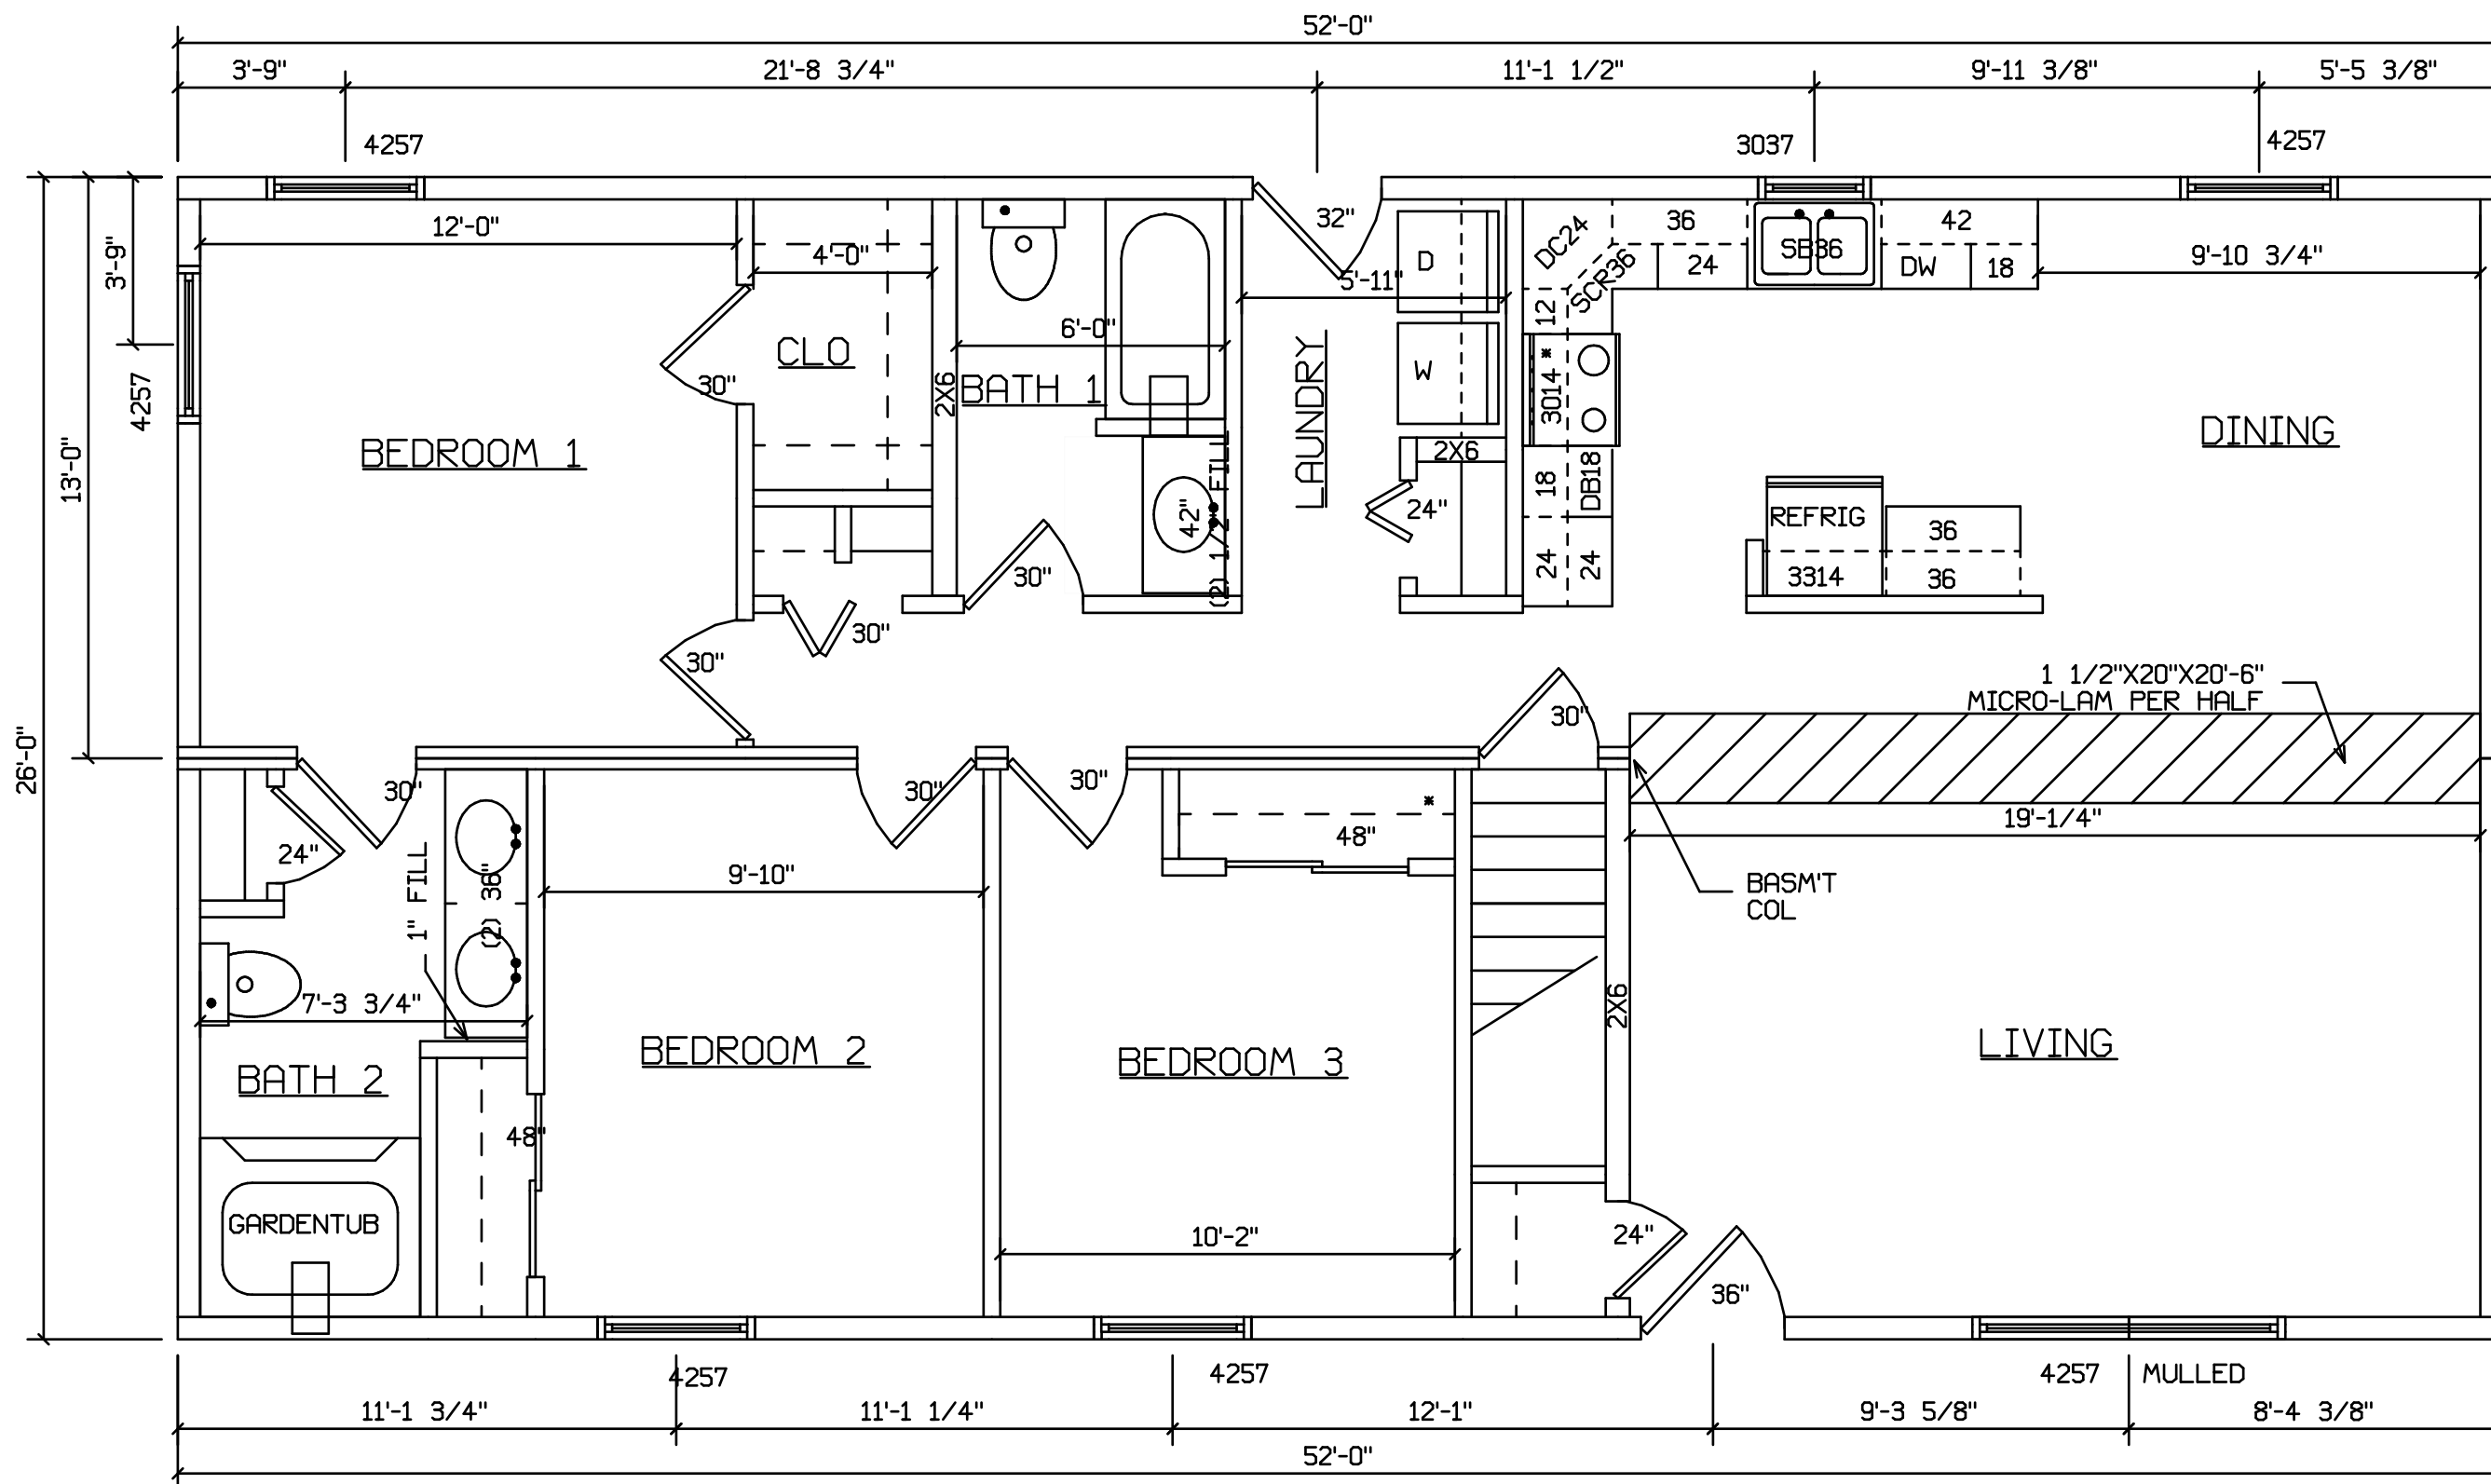 52'-0"
3'-9"
21'-8 3/4"
11'-1 1/2"
9'-11 3/8"
5'-5 3/8"
4257
3037
4257
12'-0"
4'-0"
32"
D
5'-11"
DC24
SCR36
36
24
SB36
42
DW
18
9'-10 3/4"
3'-9"
4257
6'-0"
CLO
30"
2X6
BATH 1
LAUNDRY
W
12
3014 *
DINING
13'-0"
BEDROOM 1
42"
(2) 1/2" FILL
2X6
24"
18
DB18
24
24
REFRIG
36
3314
36
30"
30"
30"
26'-0"
30"
1 1/2"X20"X20'-6"
MICRO-LAM PER HALF
30"
30"
30"
*
48"
19'-1/4"
24"
1" FILL
(2) 36"
9'-10"
BASM'T
COL
7'-3 3/4"
2X6
BEDROOM 2
BEDROOM 3
LIVING
BATH 2
48"
GARDENTUB
10'-2"
24"
36"
4257
4257
4257 MULLED
11'-1 3/4"
11'-1 1/4"
12'-1"
9'-3 5/8"
8'-4 3/8"
52'-0"